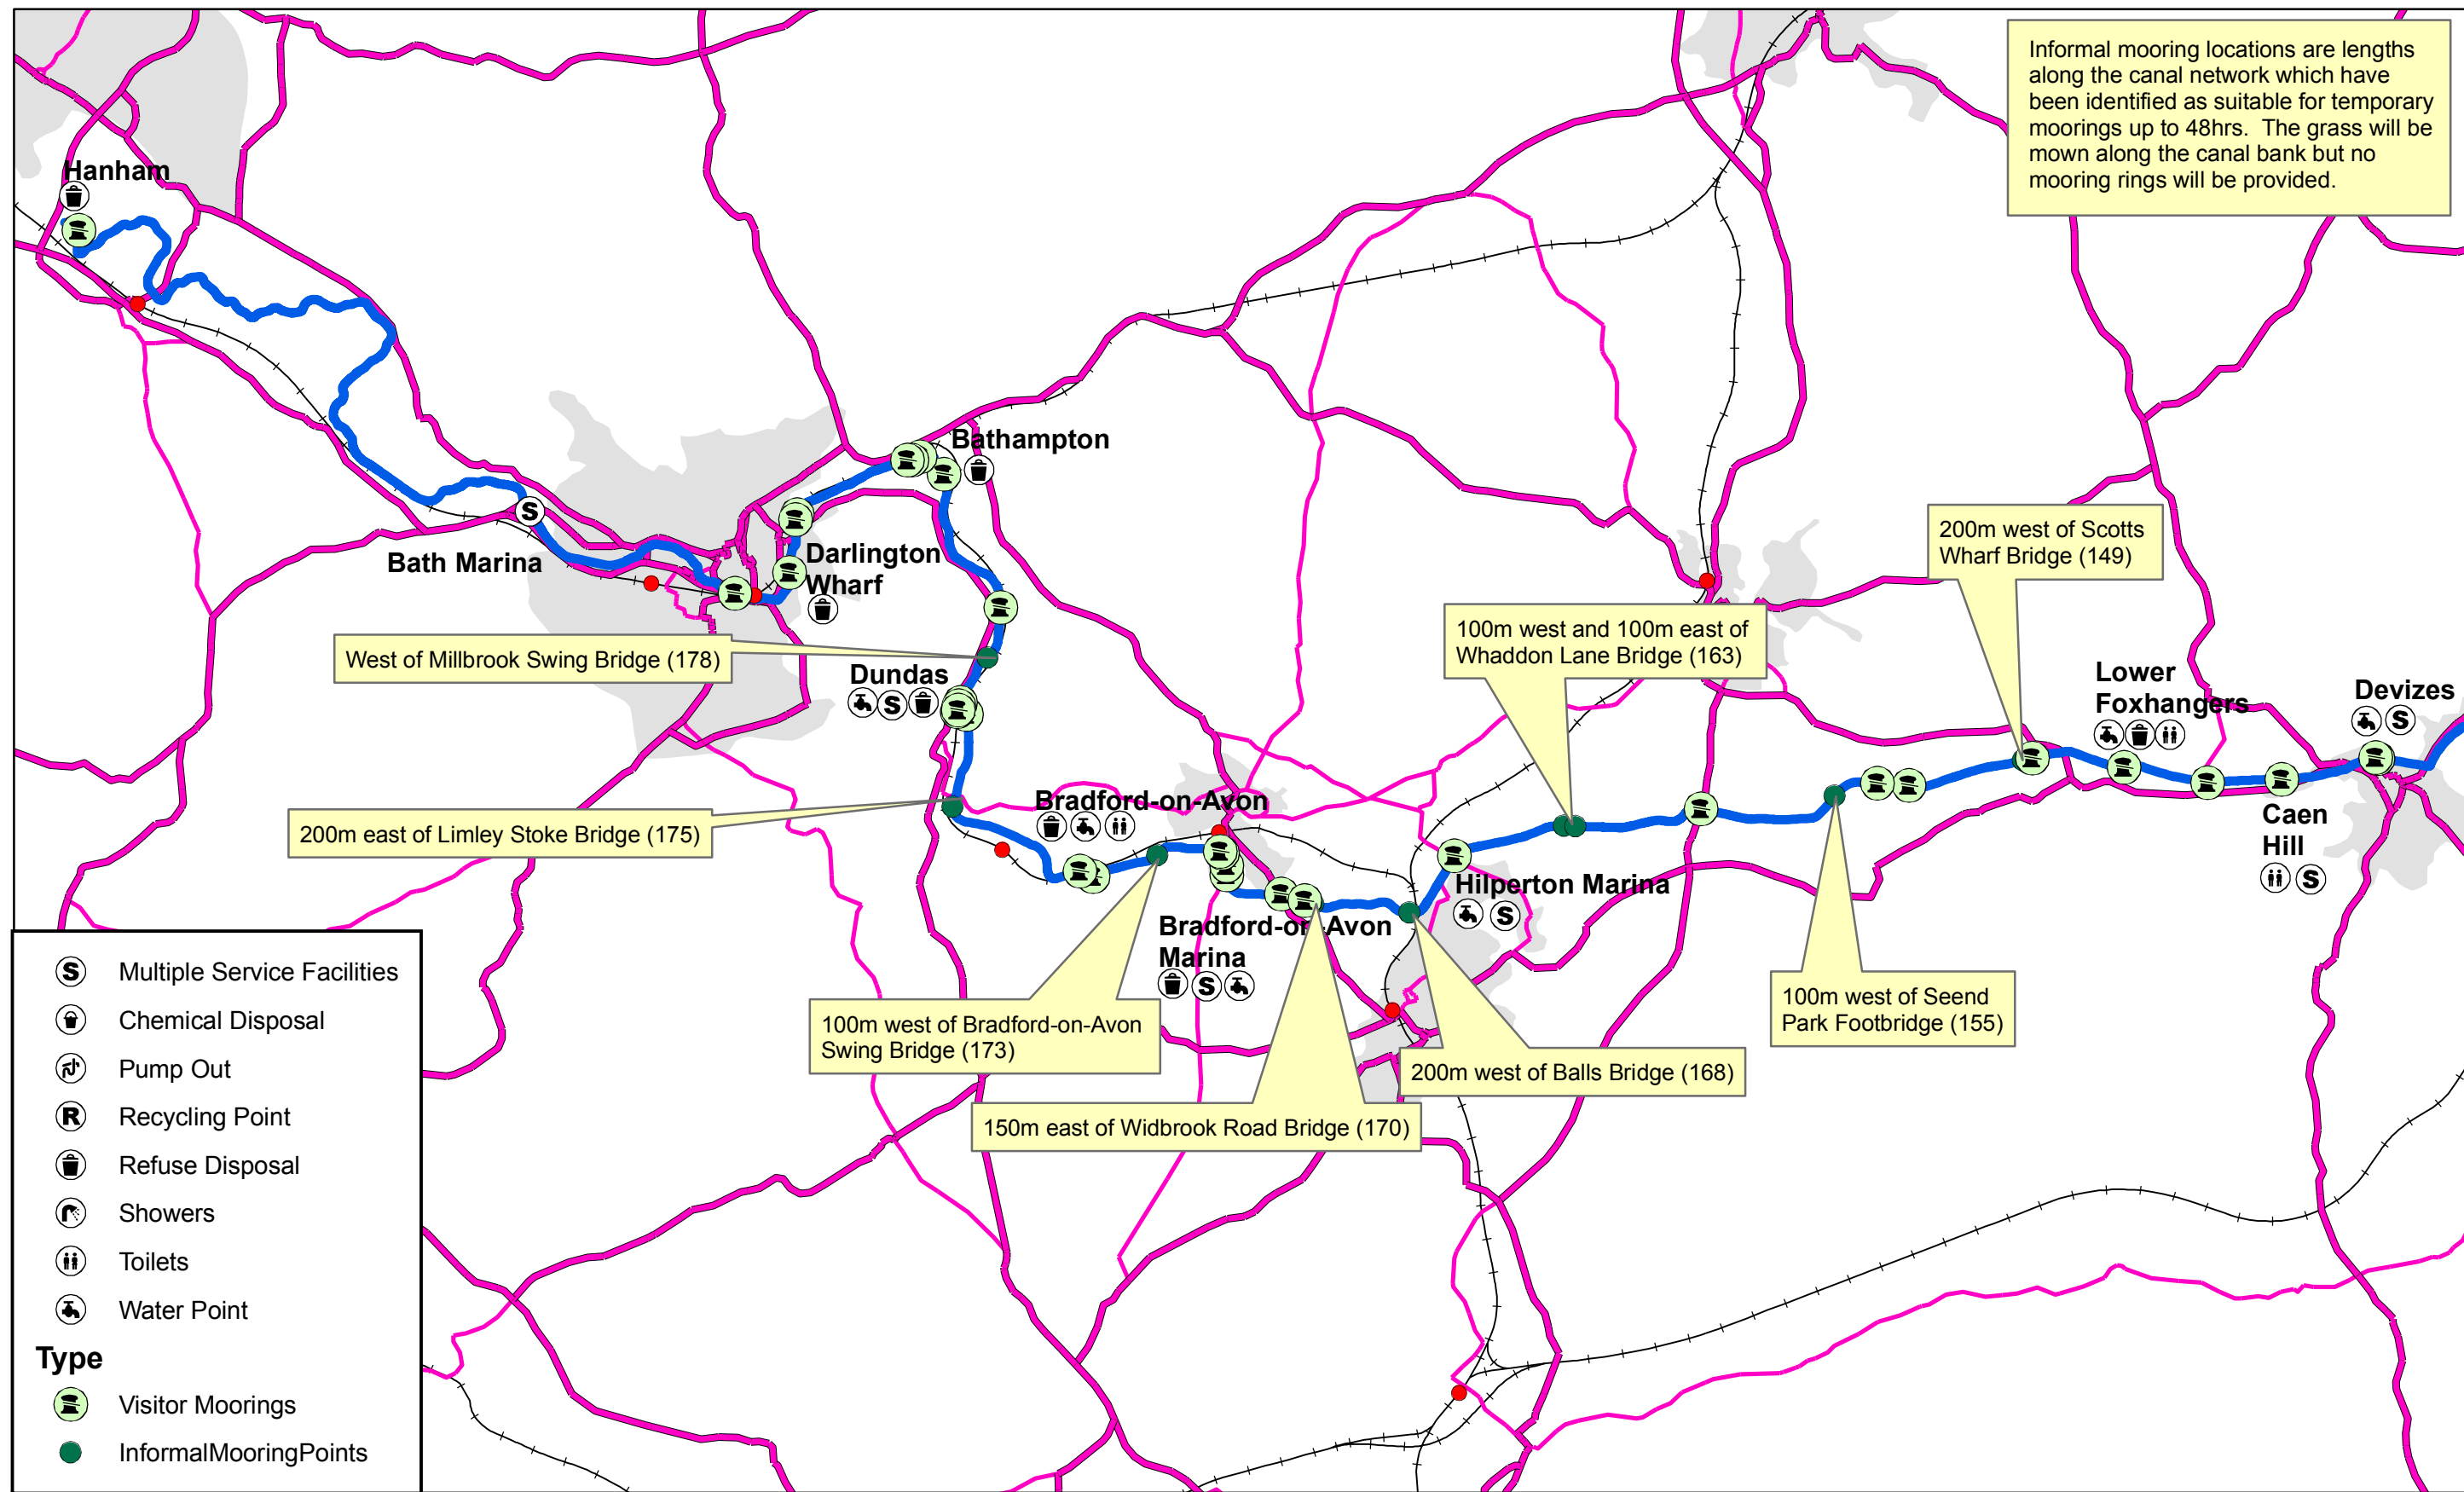 Informal mooring locations are lengths
along the canal network which have
been identified as suitable for temporary
moorings up to 48hrs. The grass will be
mown along the canal bank but no
mooring rings will be provided.
Hanham
Bathampton
Bath Marina
Darlington
Wharf
200m west of Scotts
Wharf Bridge (149)
100m west and 100m east of
Whaddon Lane Bridge (163)
West of Millbrook Swing Bridge (178)
Dundas
Lower
Foxhangers
Devizes
200m east of Limley Stoke Bridge (175)
Bradford-on-Avon
Caen
Hill
Hilperton Marina
Bradford-on-Avon
Marina
100m west of Bradford-on-Avon
Swing Bridge (173)
100m west of Seend
Park Footbridge (155)
200m west of Balls Bridge (168)
150m east of Widbrook Road Bridge (170)
S Multiple Service Facilities
Chemical Disposal
Pump Out
R Recycling Point
Refuse Disposal
Showers
Toilets
Water Point
Type
Visitor Moorings
InformalMooringPoints